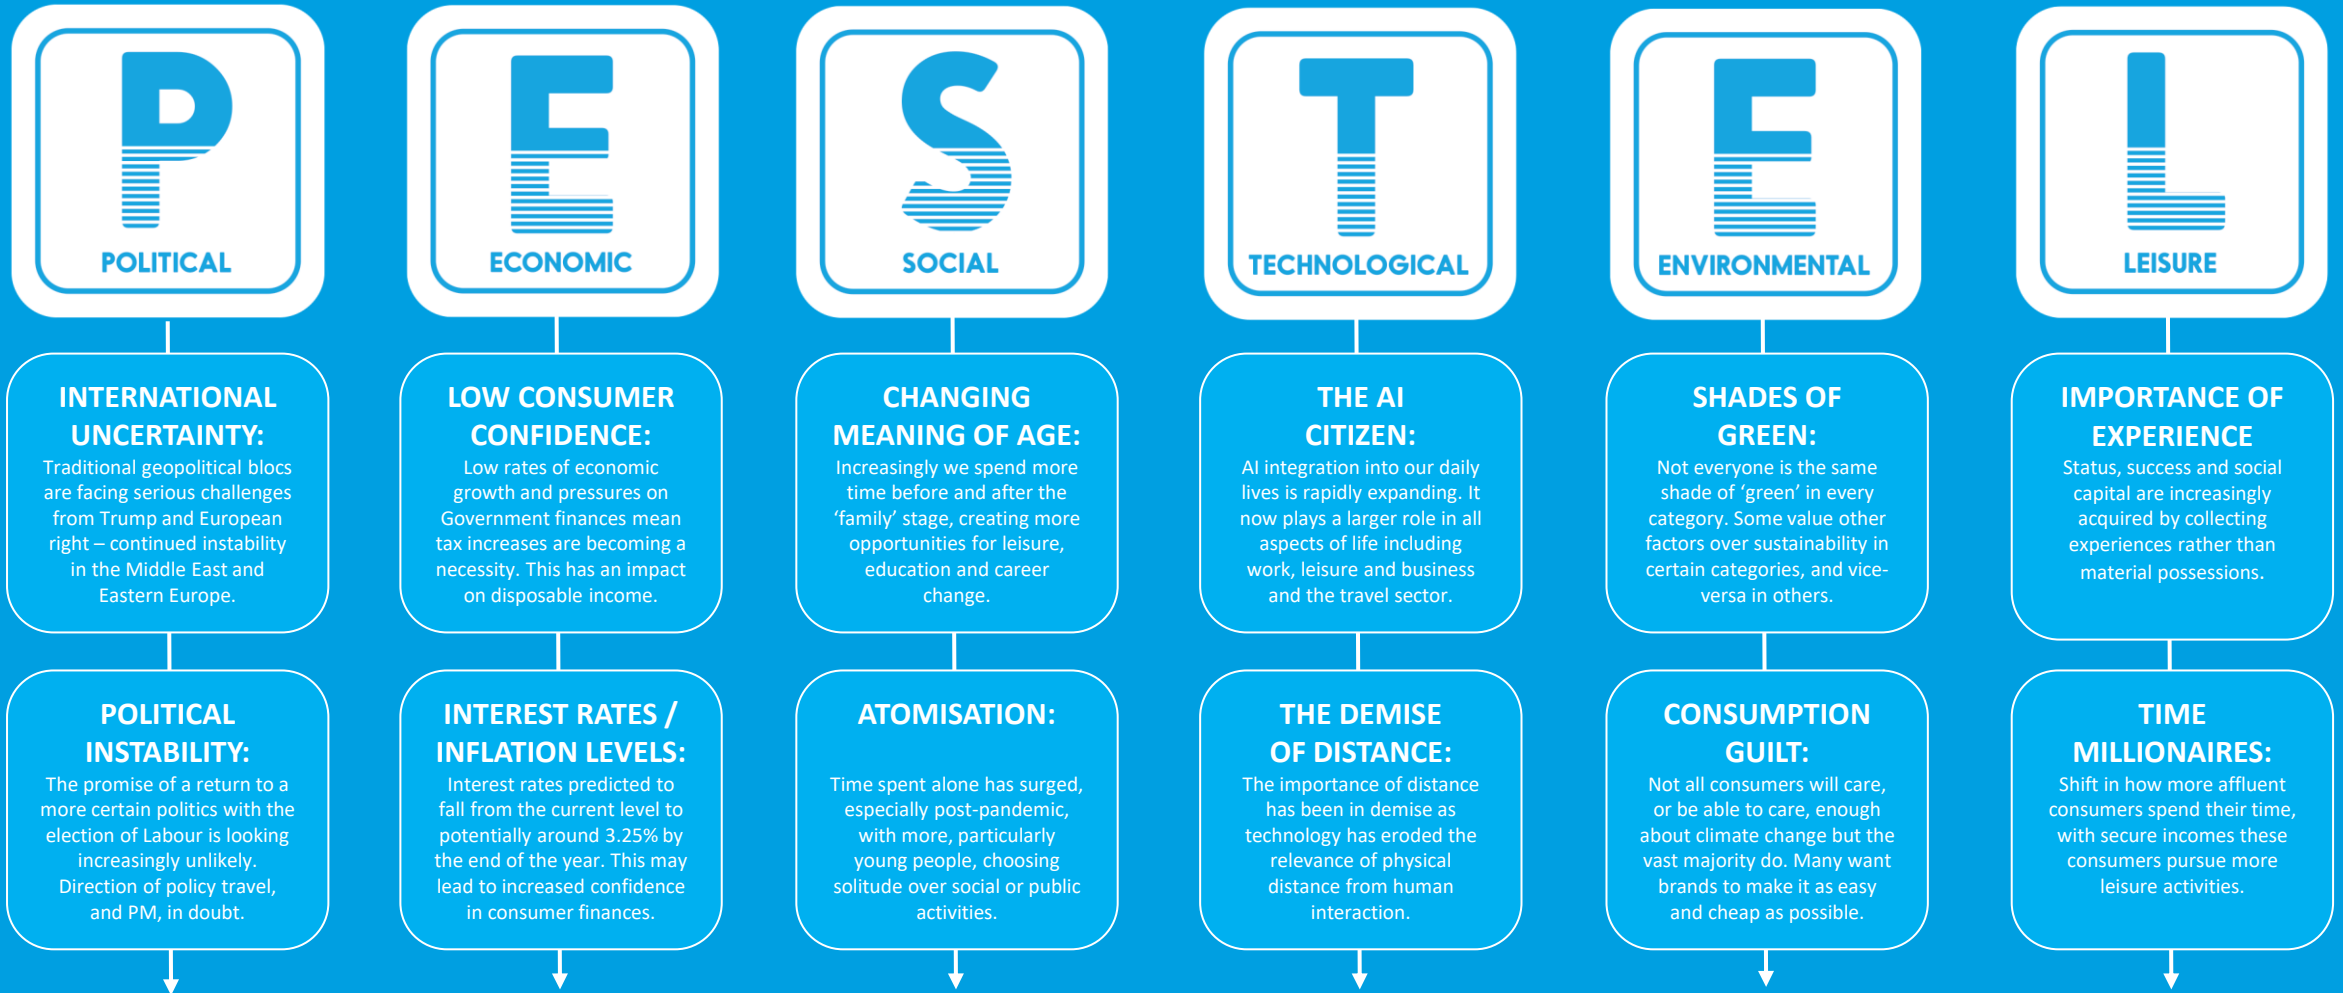 P
POLITICAL
INTERNATIONAL
UNCERTAINTY:
Traditional geopolitical blocs
are facing serious challenges
from Trump and European
right – continued instability
in the Middle East and
Eastern Europe.
POLITICAL
INSTABILITY:
The promise of a return to a
more certain politics with the
election of Labour is looking
increasingly unlikely.
Direction of policy travel,
and PM, in doubt.
E
ECONOMIC
LOW CONSUMER
CONFIDENCE:
Low rates of economic
growth and pressures on
Government finances mean
tax increases are becoming a
necessity. This has an impact
on disposable income.
INTEREST RATES /
INFLATION LEVELS:
Interest rates predicted to
fall from the current level to
potentially around 3.25% by
the end of the year. This may
lead to increased confidence
in consumer finances.
S
SOCIAL
CHANGING
MEANING OF AGE:
Increasingly we spend more
time before and after the
‘family’ stage, creating more
opportunities for leisure,
education and career
change.
ATOMISATION:
Time spent alone has surged,
especially post-pandemic,
with more, particularly
young people, choosing
solitude over social or public
activities.
T
TECHNOLOGICAL
THE AI
CITIZEN:
AI integration into our daily
lives is rapidly expanding. It
now plays a larger role in all
aspects of life including
work, leisure and business
and the travel sector.
THE DEMISE
OF DISTANCE:
The importance of distance
has been in demise as
technology has eroded the
relevance of physical
distance from human
interaction.
E
ENVIRONMENTAL
SHADES OF
GREEN:
Not everyone is the same
shade of ‘green’ in every
category. Some value other
factors over sustainability in
certain categories, and vice-
versa in others.
CONSUMPTION
GUILT:
Not all consumers will care,
or be able to care, enough
about climate change but the
vast majority do. Many want
brands to make it as easy
and cheap as possible.
L
LEISURE
IMPORTANCE OF
EXPERIENCE
Status, success and social
capital are increasingly
acquired by collecting
experiences rather than
material possessions.
TIME
MILLIONAIRES:
Shift in how more affluent
consumers spend their time,
with secure incomes these
consumers pursue more
leisure activities.